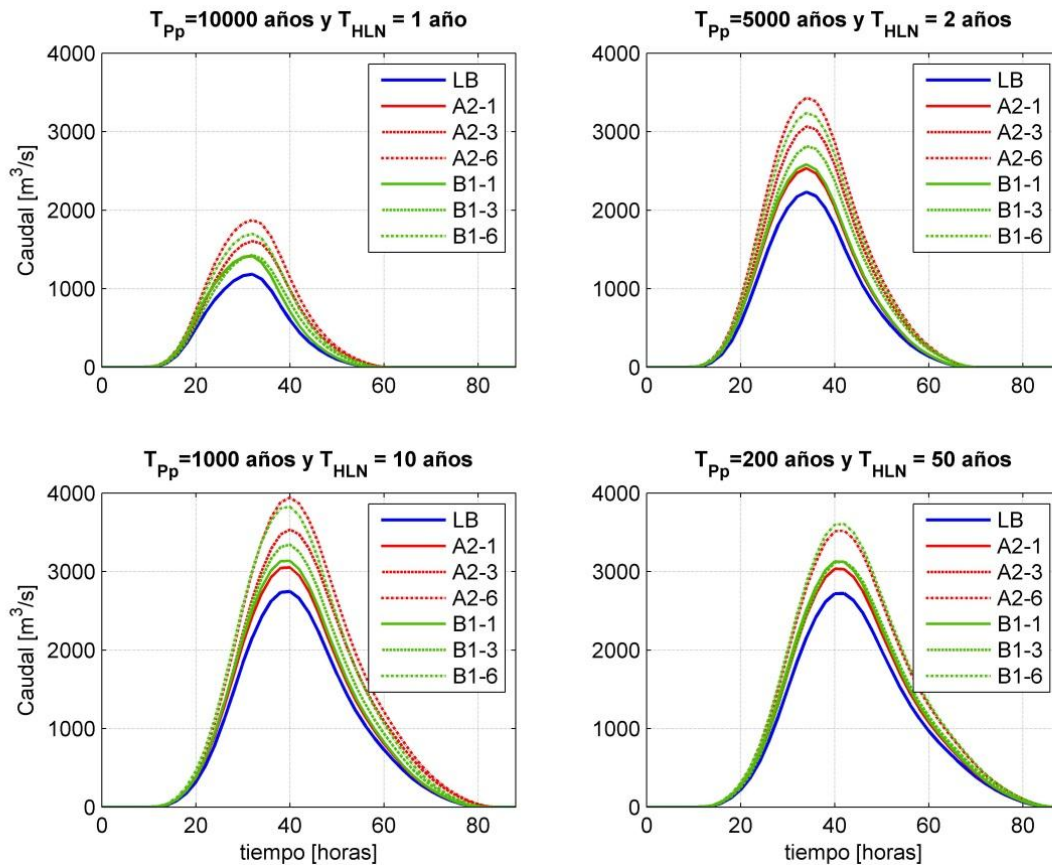 T_Pp=10000 años y T_HLN = 1 año
Caudal [m³/s]
4000
3000
2000
1000
0
0 20 40 60 80
LB
A2-1
A2-3
A2-6
B1-1
B1-3
B1-6
T_Pp=5000 años y T_HLN = 2 años
4000
3000
2000
1000
0
0 20 40 60 80
LB
A2-1
A2-3
A2-6
B1-1
B1-3
B1-6
T_Pp=1000 años y T_HLN = 10 años
Caudal [m³/s]
4000
3000
2000
1000
0
0 20 40 60 80
tiempo [horas]
LB
A2-1
A2-3
A2-6
B1-1
B1-3
B1-6
T_Pp=200 años y T_HLN = 50 años
4000
3000
2000
1000
0
0 20 40 60 80
tiempo [horas]
LB
A2-1
A2-3
A2-6
B1-1
B1-3
B1-6